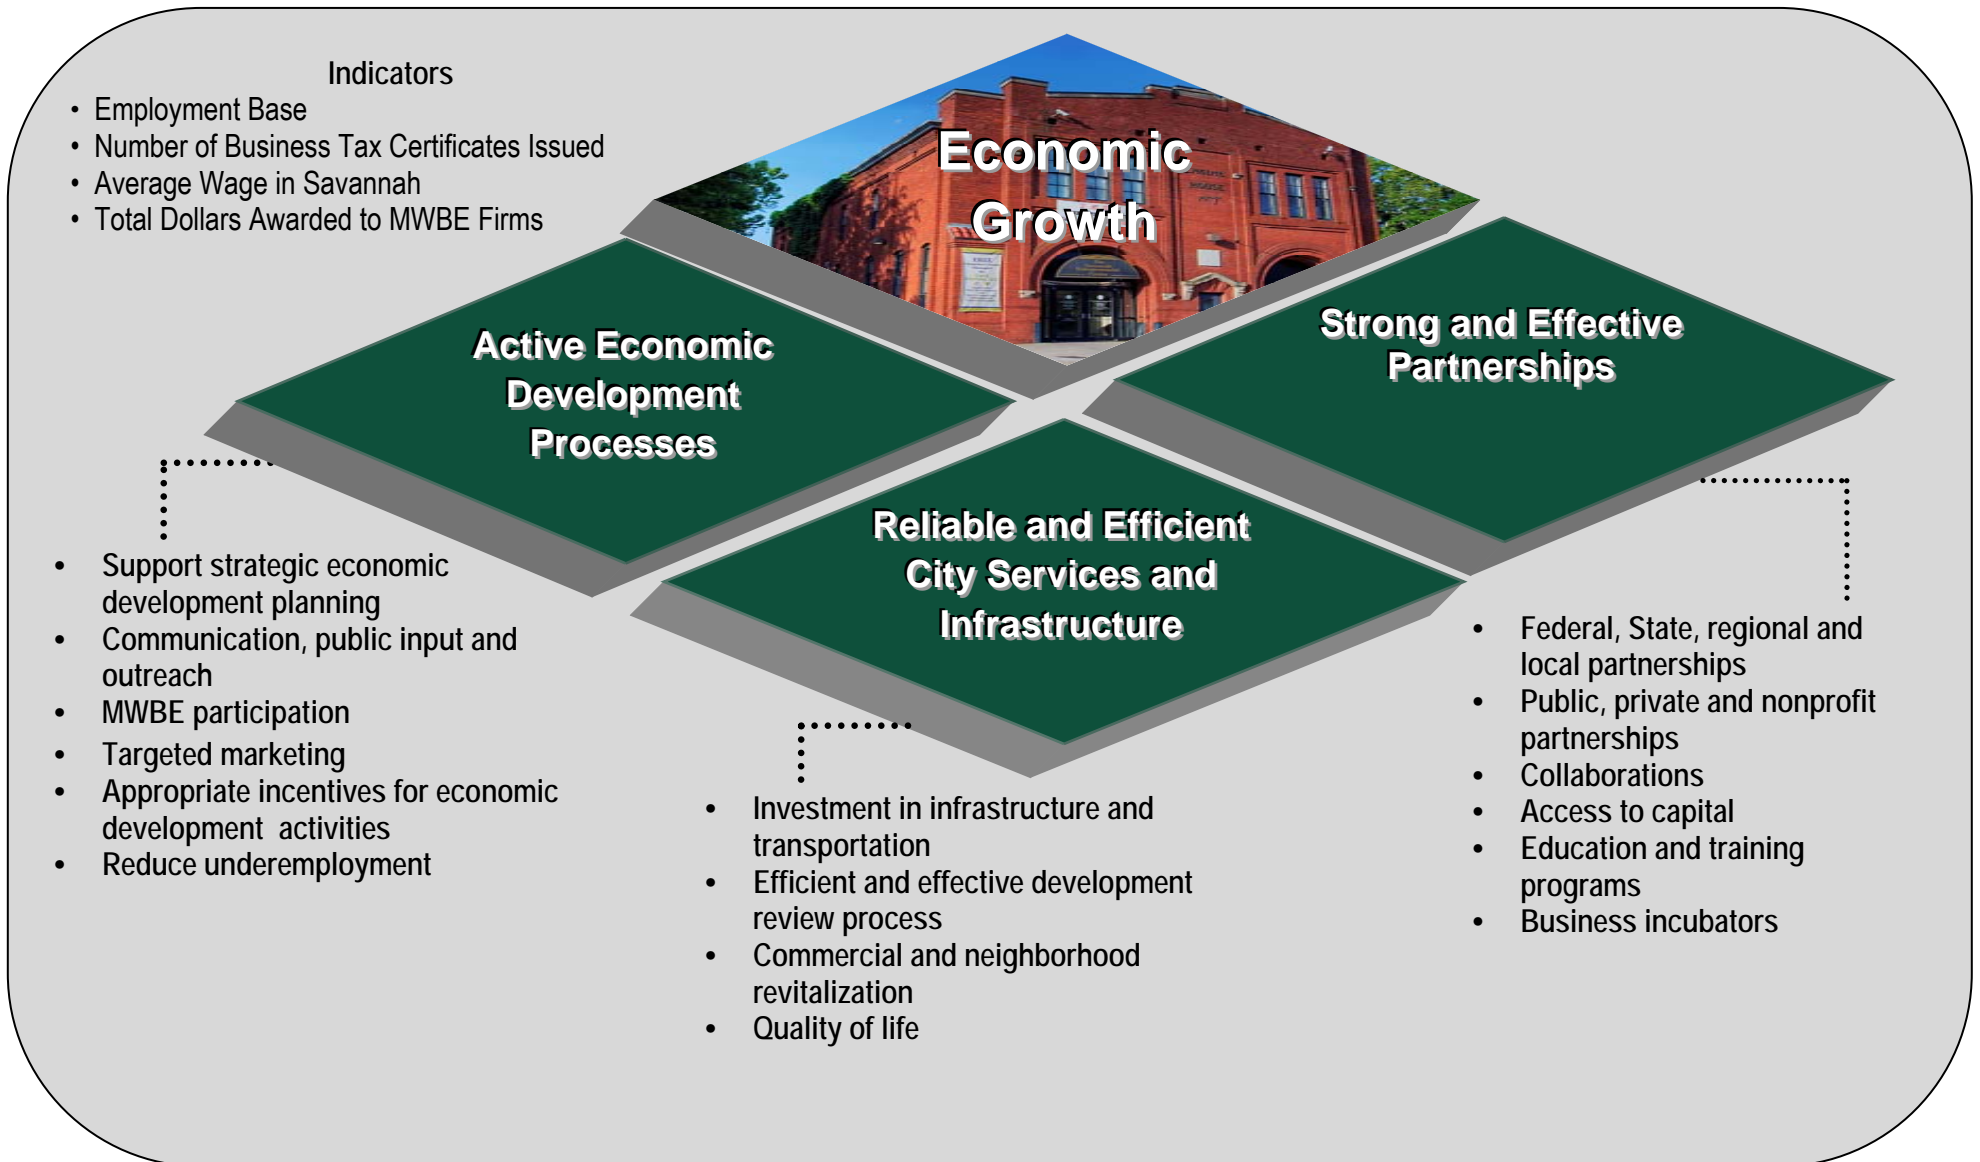 Indicators
• Employment Base
• Number of Business Tax Certificates Issued
• Average Wage in Savannah
• Total Dollars Awarded to MWBE Firms
Economic
Growth
Active Economic
Development
Processes
Strong and Effective
Partnerships
Reliable and Efficient
City Services and
Infrastructure
• Support strategic economic
development planning
• Communication, public input and
outreach
• MWBE participation
• Targeted marketing
• Appropriate incentives for economic
development activities
• Reduce underemployment
• Investment in infrastructure and
transportation
• Efficient and effective development
review process
• Commercial and neighborhood
revitalization
• Quality of life
• Federal, State, regional and
local partnerships
• Public, private and nonprofit
partnerships
• Collaborations
• Access to capital
• Education and training
programs
• Business incubators